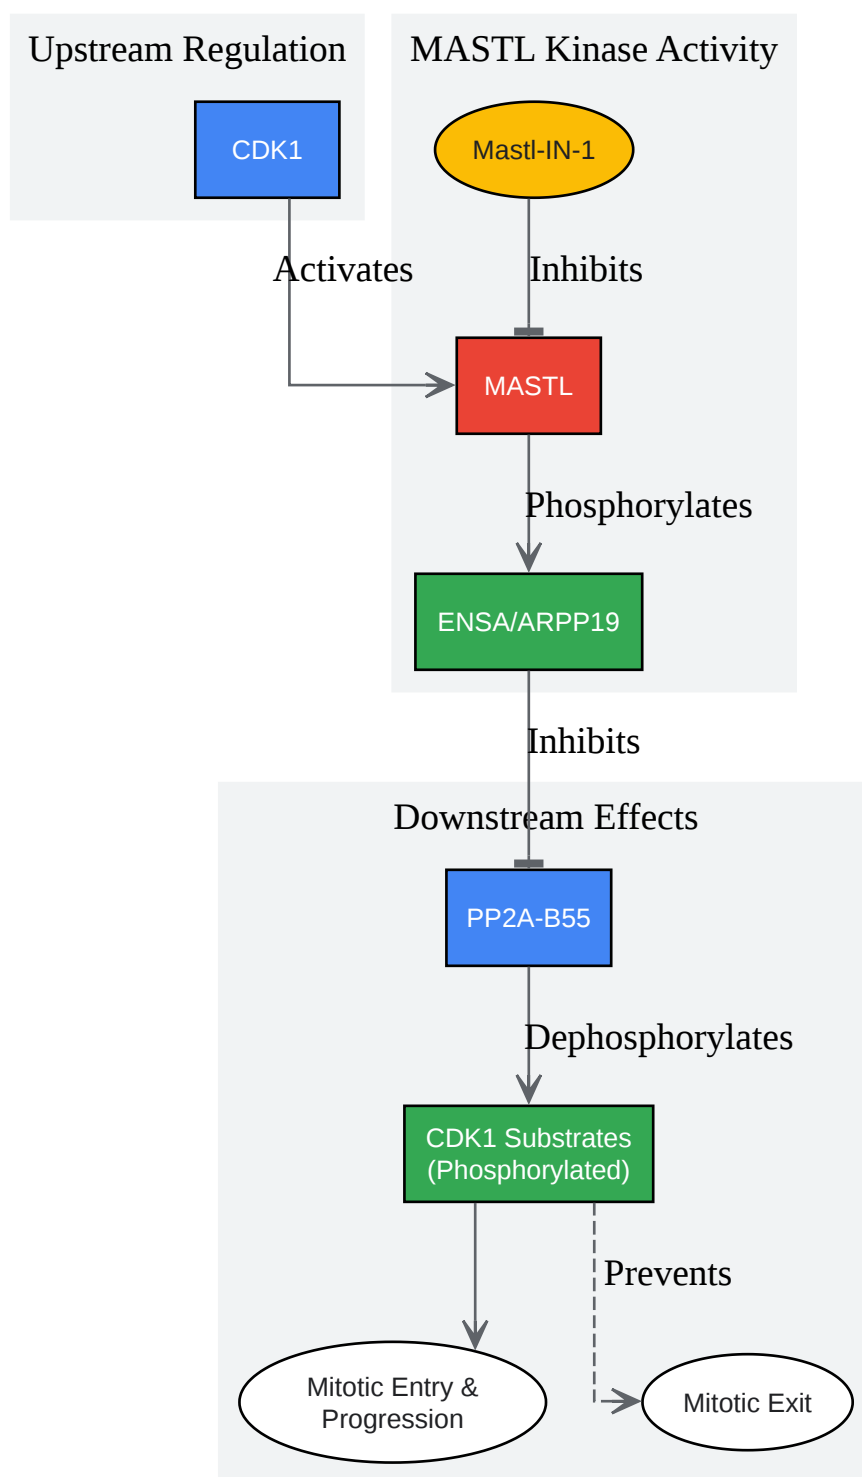 Upstream Regulation
MASTL Kinase Activity
CDK1
Mastl-IN-1
Activates
Inhibits
MASTL
Phosphorylates
ENSA/ARPP19
Inhibits
Downstream Effects
PP2A-B55
Dephosphorylates
CDK1 Substrates
(Phosphorylated)
Prevents
Mitotic Entry &
Progression
Mitotic Exit